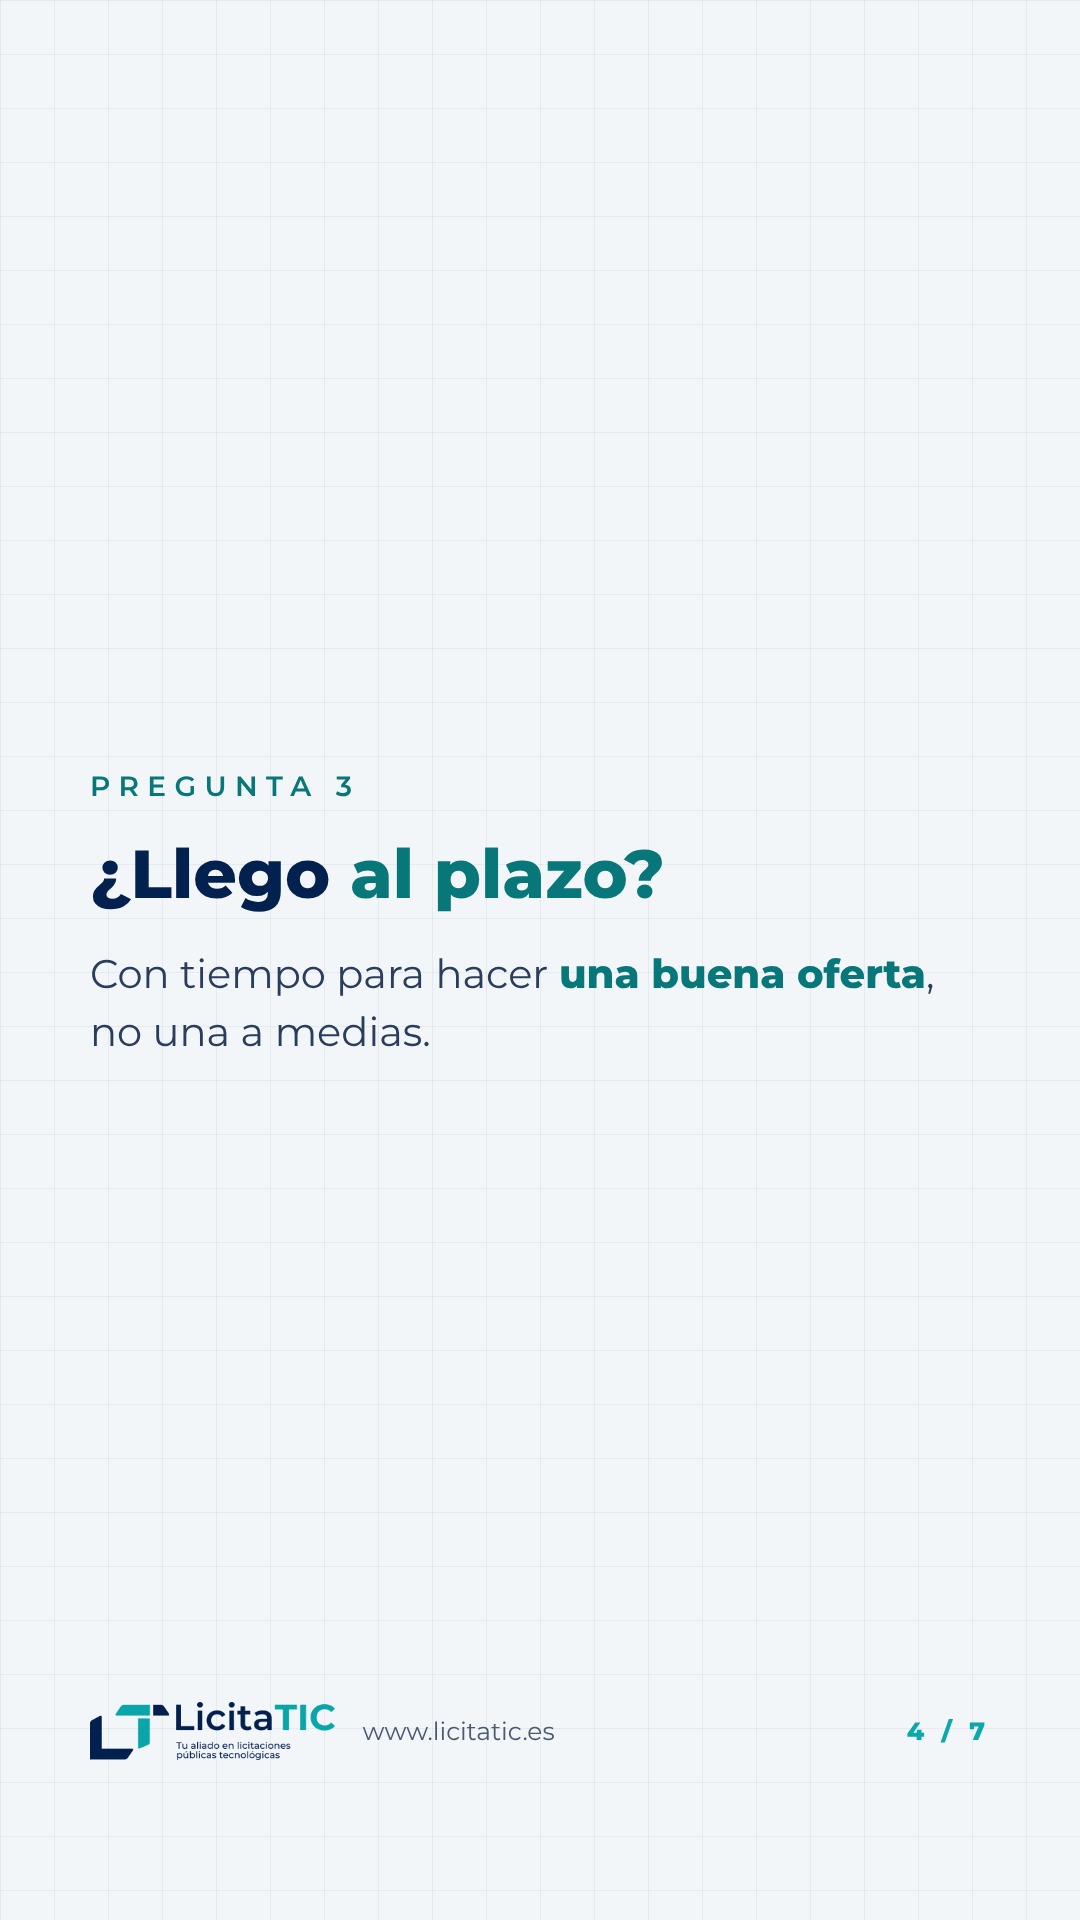 PREGUNTA 3
¿Llego al plazo?
Con tiempo para hacer una buena oferta,
no una a medias.
LicitaTIC
Tu aliado en licitaciones
públicas tecnológicas
www.licitatic.es
4 / 7